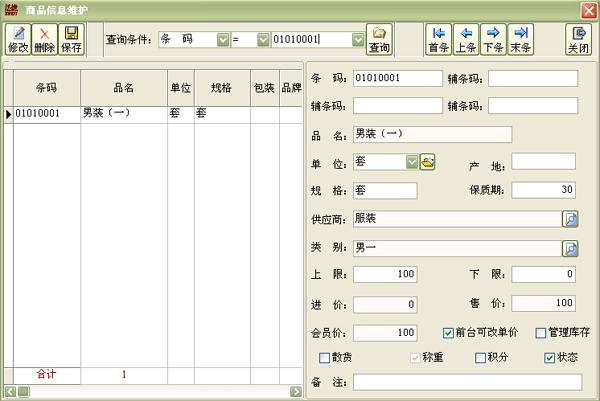 商品信息维护
修改 删除 保存 查询条件: 条 码 = 01010001 查询 首条 上条 下条 末条 关闭
条码 品名 单位 规格 包装 品牌
01010001 男装（一） 套 套
合计 1
条 码: 01010001 辅条码:
辅条码: 辅条码:
品 名: 男装（一）
单 位: 套 产 地:
规 格: 套 保质期: 30
供应商: 服装
类 别: 男一
上 限: 100 下 限: 0
进 价: 0 售 价: 100
会员价: 100 前台可改单价 管理库存
散货 称重 积分 状态
备 注: